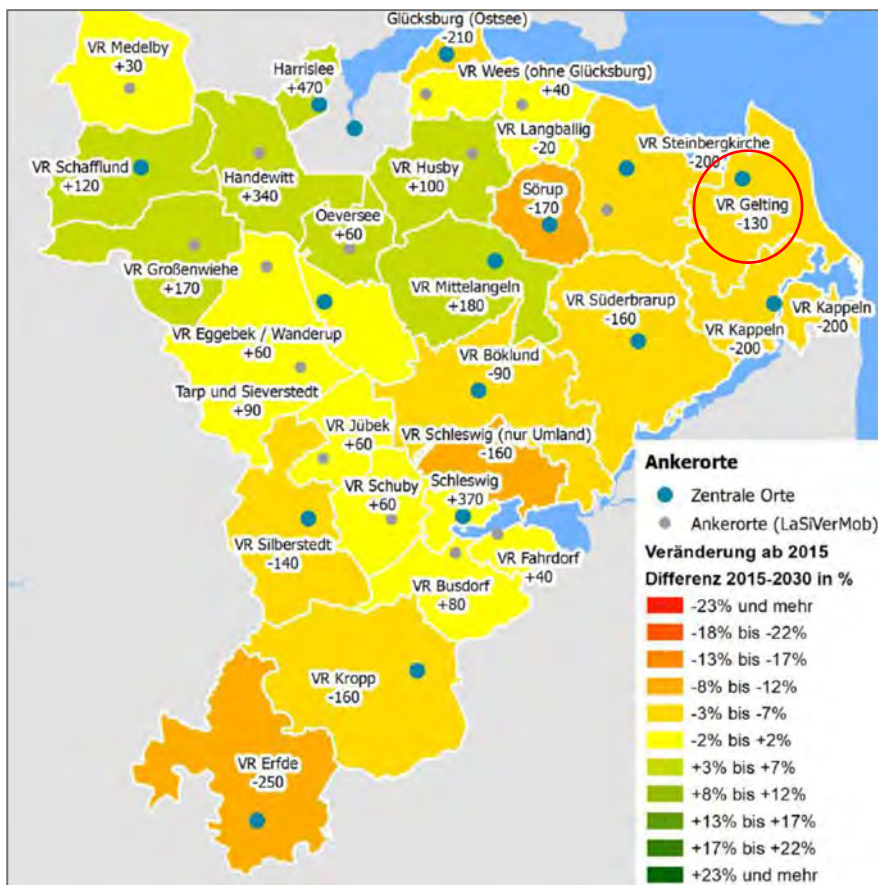 Glücksburg (Ostsee)
-210
VR Medelby
+30
Harrislee
+470
VR Wees (ohne Glücksburg)
+40
VR Langballig
-20
VR Steinbergkirche
-200
VR Schafflund
+120
Handewitt
+340
VR Husby
+100
Sörup
-170
VR Gelting
-130
Oeversee
+60
VR Großenwiehe
+170
VR Mittelangeln
+180
VR Süderbrarup
-160
VR Kappeln
-200
VR Kappeln
-200
VR Eggebek / Wanderup
+60
VR Böklund
-90
Tarp und Sieverstedt
+90
VR Jübek
+60
VR Schleswig (nur Umland)
-160
VR Schuby
+60
Schleswig
+370
VR Silberstedt
-140
VR Fahrdorf
+40
VR Busdorf
+80
VR Kropp
-160
VR Erfde
-250
Ankerorte
Zentrale Orte
Ankerorte (LaSiVerMob)
Veränderung ab 2015
Differenz 2015-2030 in %
-23% und mehr
-18% bis -22%
-13% bis -17%
-8% bis -12%
-3% bis -7%
-2% bis +2%
+3% bis +7%
+8% bis +12%
+13% bis +17%
+17% bis +22%
+23% und mehr